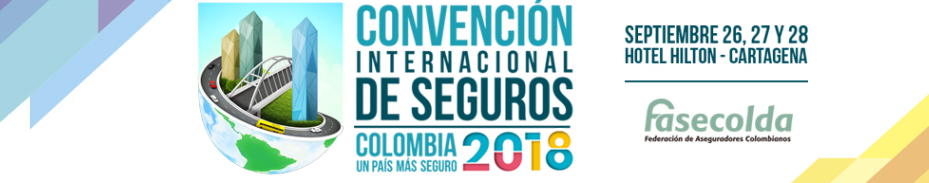 CONVENCIÓN
INTERNACIONAL
DE SEGUROS
COLOMBIA
UN PAÍS MÁS SEGURO
2018
SEPTIEMBRE 26, 27 Y 28
HOTEL HILTON - CARTAGENA
fasecolda
Federación de Aseguradores Colombianos